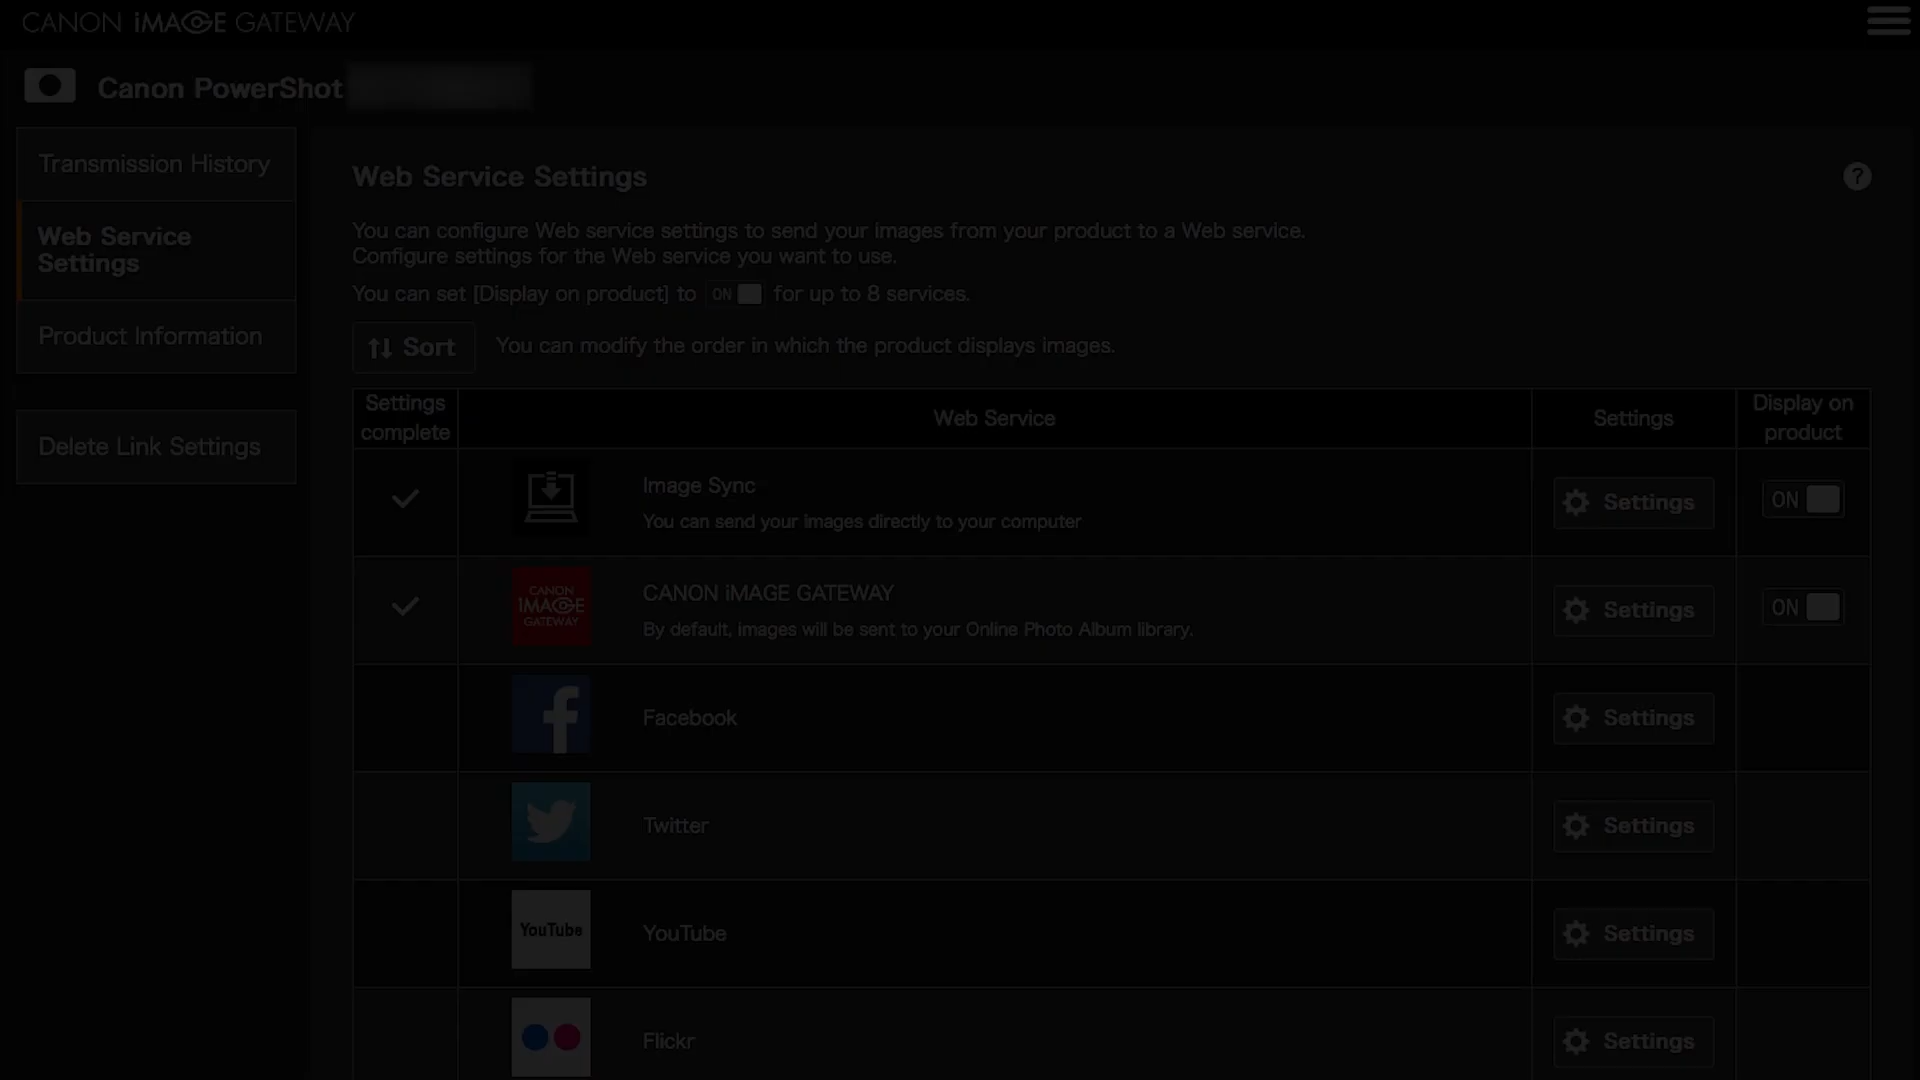 CANON iMAGE GATEWAY
Canon PowerShot
Transmission History
Web Service
Settings
Product Information
Delete Link Settings
Web Service Settings
?
You can configure Web service settings to send your images from your product to a Web service.
Configure settings for the Web service you want to use.
You can set [Display on product] to ON for up to 8 services.
Sort You can modify the order in which the product displays images.
Settings
complete
Web Service
Settings
Display on
product
Image Sync
You can send your images directly to your computer
Settings
ON
CANON
iMAGE
GATEWAY
CANON iMAGE GATEWAY
By default, images will be sent to your Online Photo Album library.
Settings
ON
Facebook
Settings
Twitter
Settings
YouTube
YouTube
Settings
Flickr
Settings